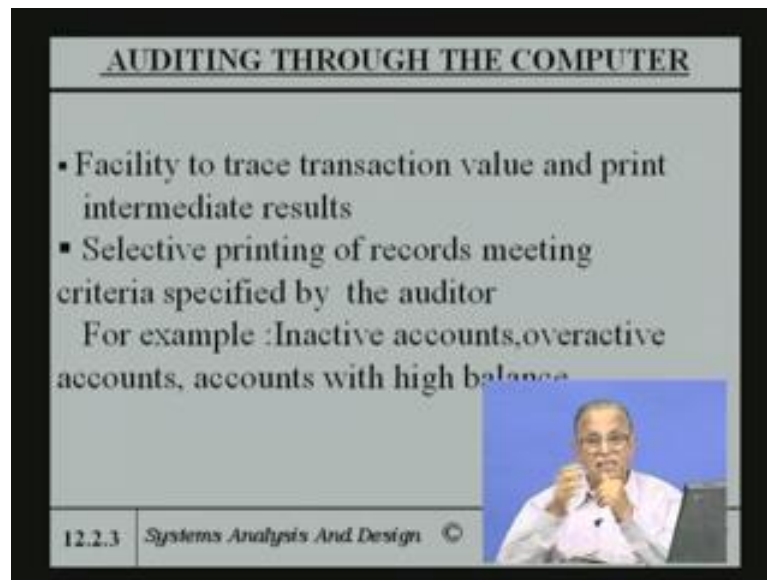 AUDITING THROUGH THE COMPUTER
▪ Facility to trace transaction value and print
intermediate results
▪ Selective printing of records meeting
criteria specified by the auditor
For example :Inactive accounts,overactive
accounts, accounts with high balance
12.2.3 Systems Analysis And Design ©